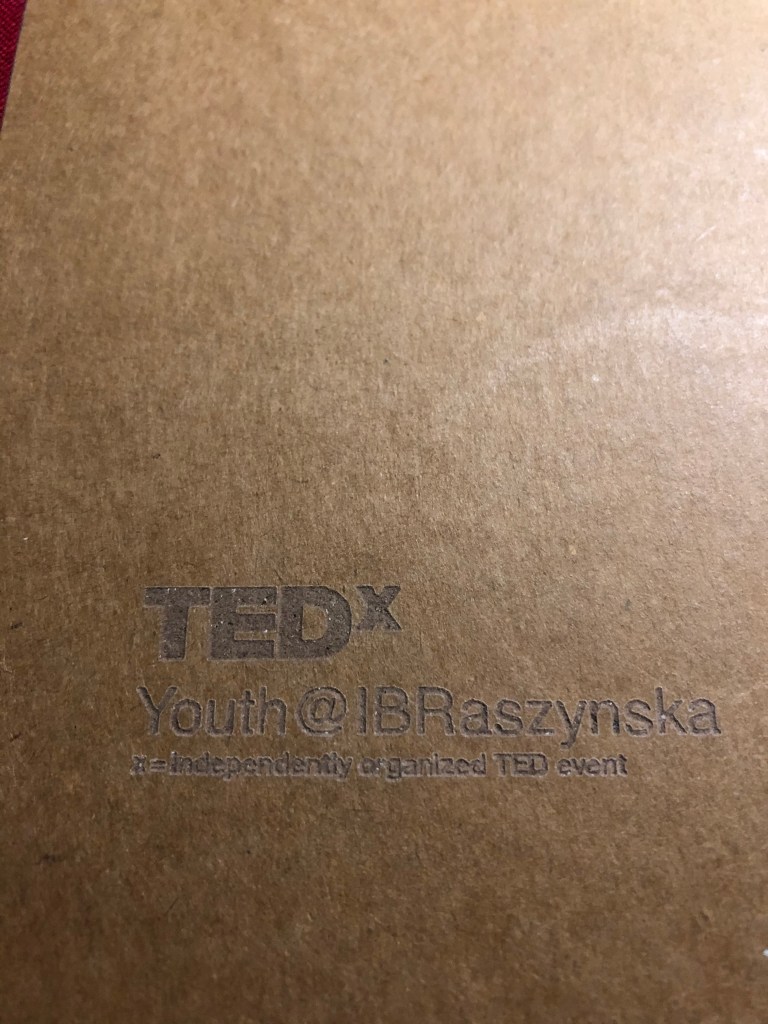 TEDx
Youth@IBRaszynska
x = independently organized TED event